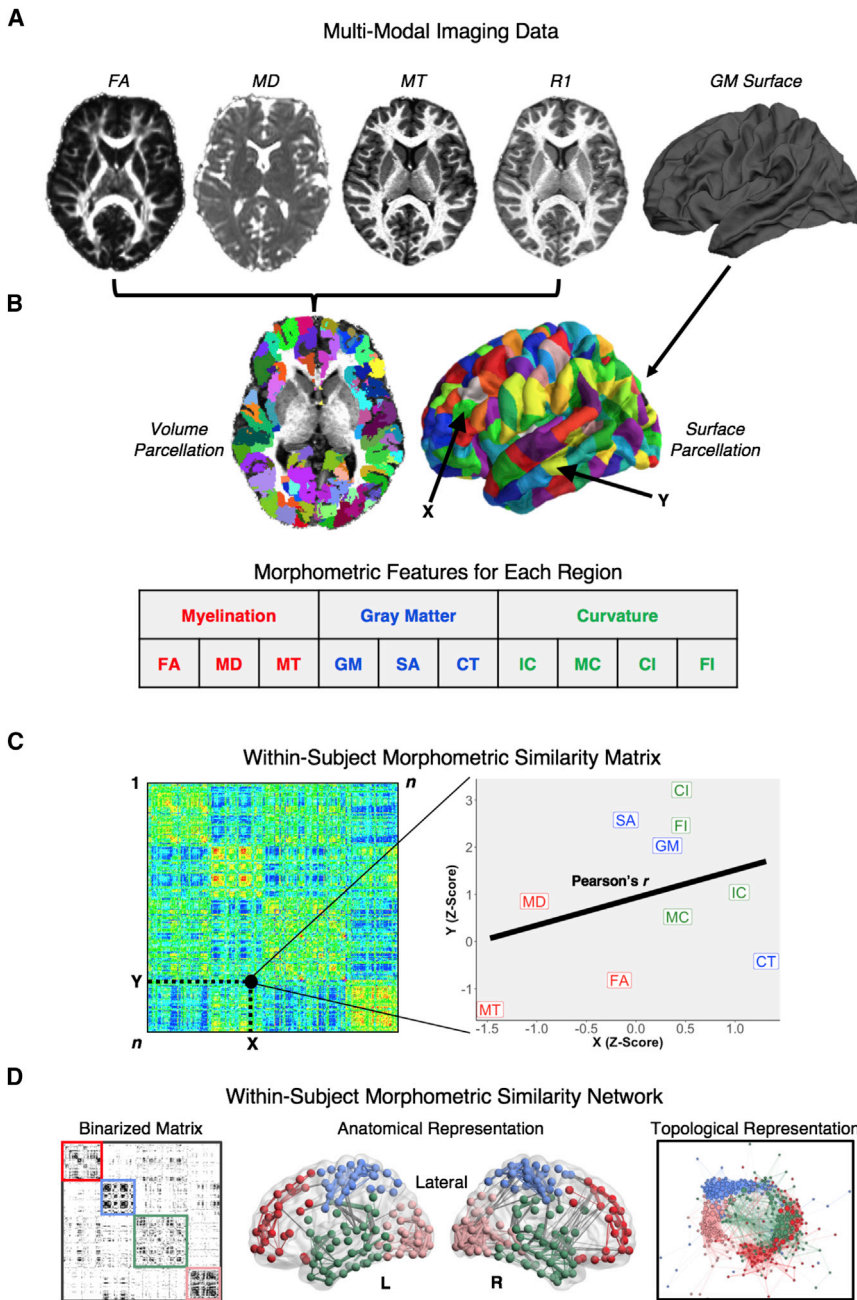 A
Multi-Modal Imaging Data
FA MD MT R1 GM Surface
B
Volume Parcellation
Surface Parcellation
X
Y
Morphometric Features for Each Region
Myelination Gray Matter Curvature
FA MD MT GM SA CT IC MC CI FI
C
Within-Subject Morphometric Similarity Matrix
1
n
Y
n
X
CI
3
SA
FI
GM
2
Pearson's r
IC
MD
1
MC
0
CT
FA
-1
MT
Y (Z-Score)
-1.5 -1.0 -0.5 0.0 0.5 1.0
X (Z-Score)
D
Within-Subject Morphometric Similarity Network
Binarized Matrix
Anatomical Representation
Topological Representation
Lateral
L
R